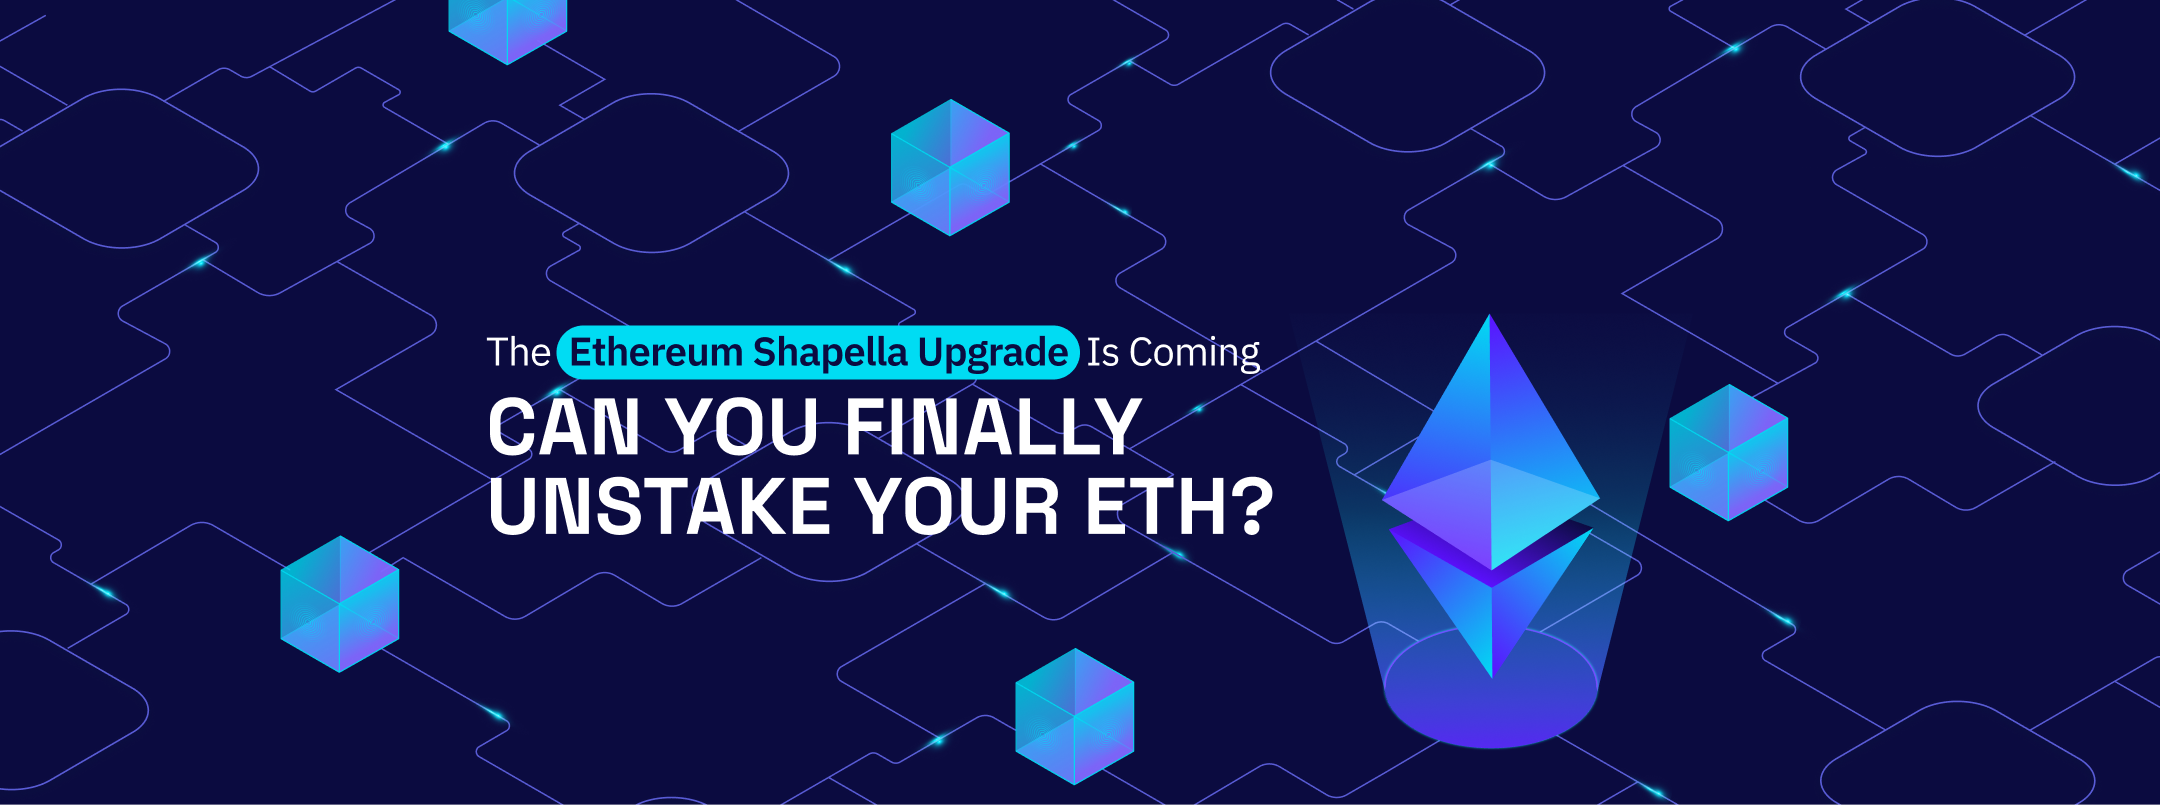 The Ethereum Shapella Upgrade Is Coming
CAN YOU FINALLY
UNSTAKE YOUR ETH?